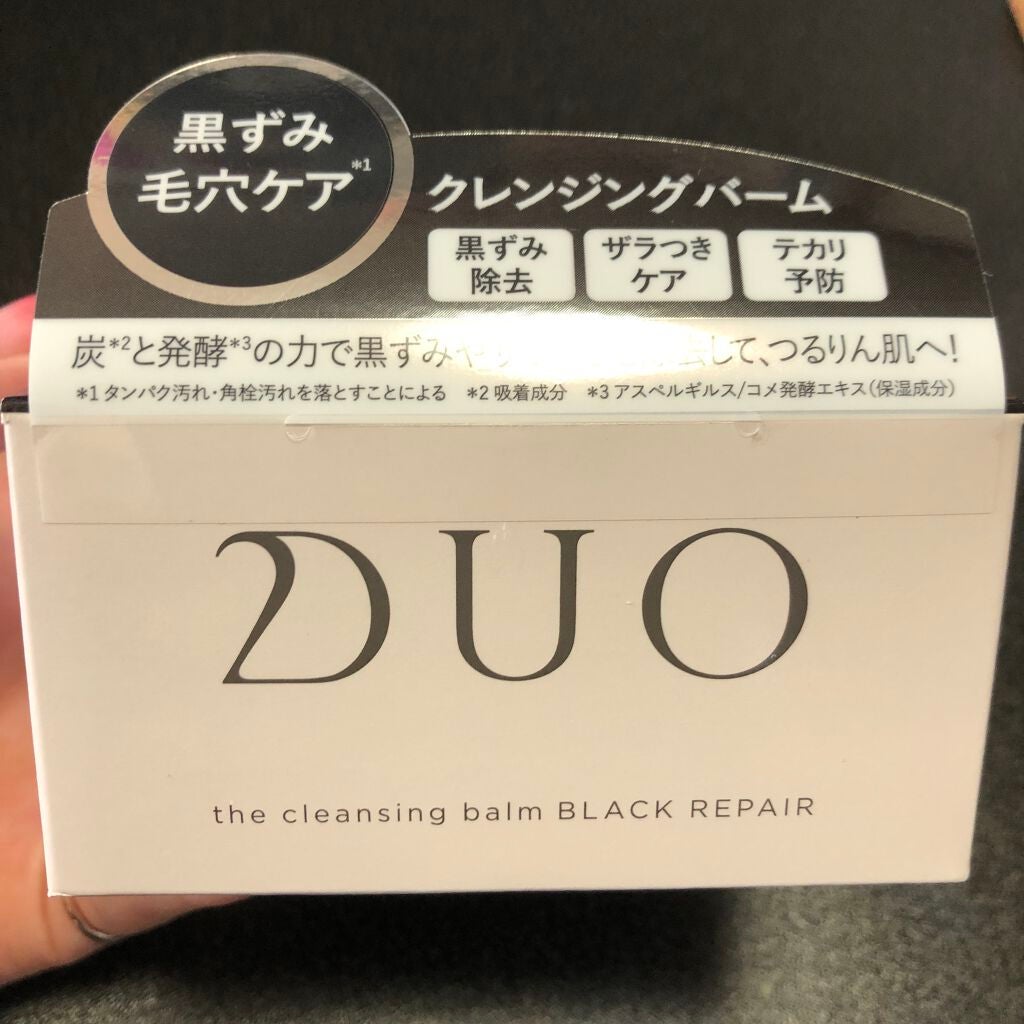 黒ずみ
毛穴ケア*1
クレンジングバーム
黒ずみ
除去
ザラつき
ケア
テカリ
予防
炭*2と発酵*3の力で黒ずみや して、つるりん肌へ!
*1 タンパク汚れ・角栓汚れを落とすことによる *2 吸着成分 *3 アスペルギルス/コメ発酵エキス(保湿成分)
DUO
the cleansing balm BLACK REPAIR